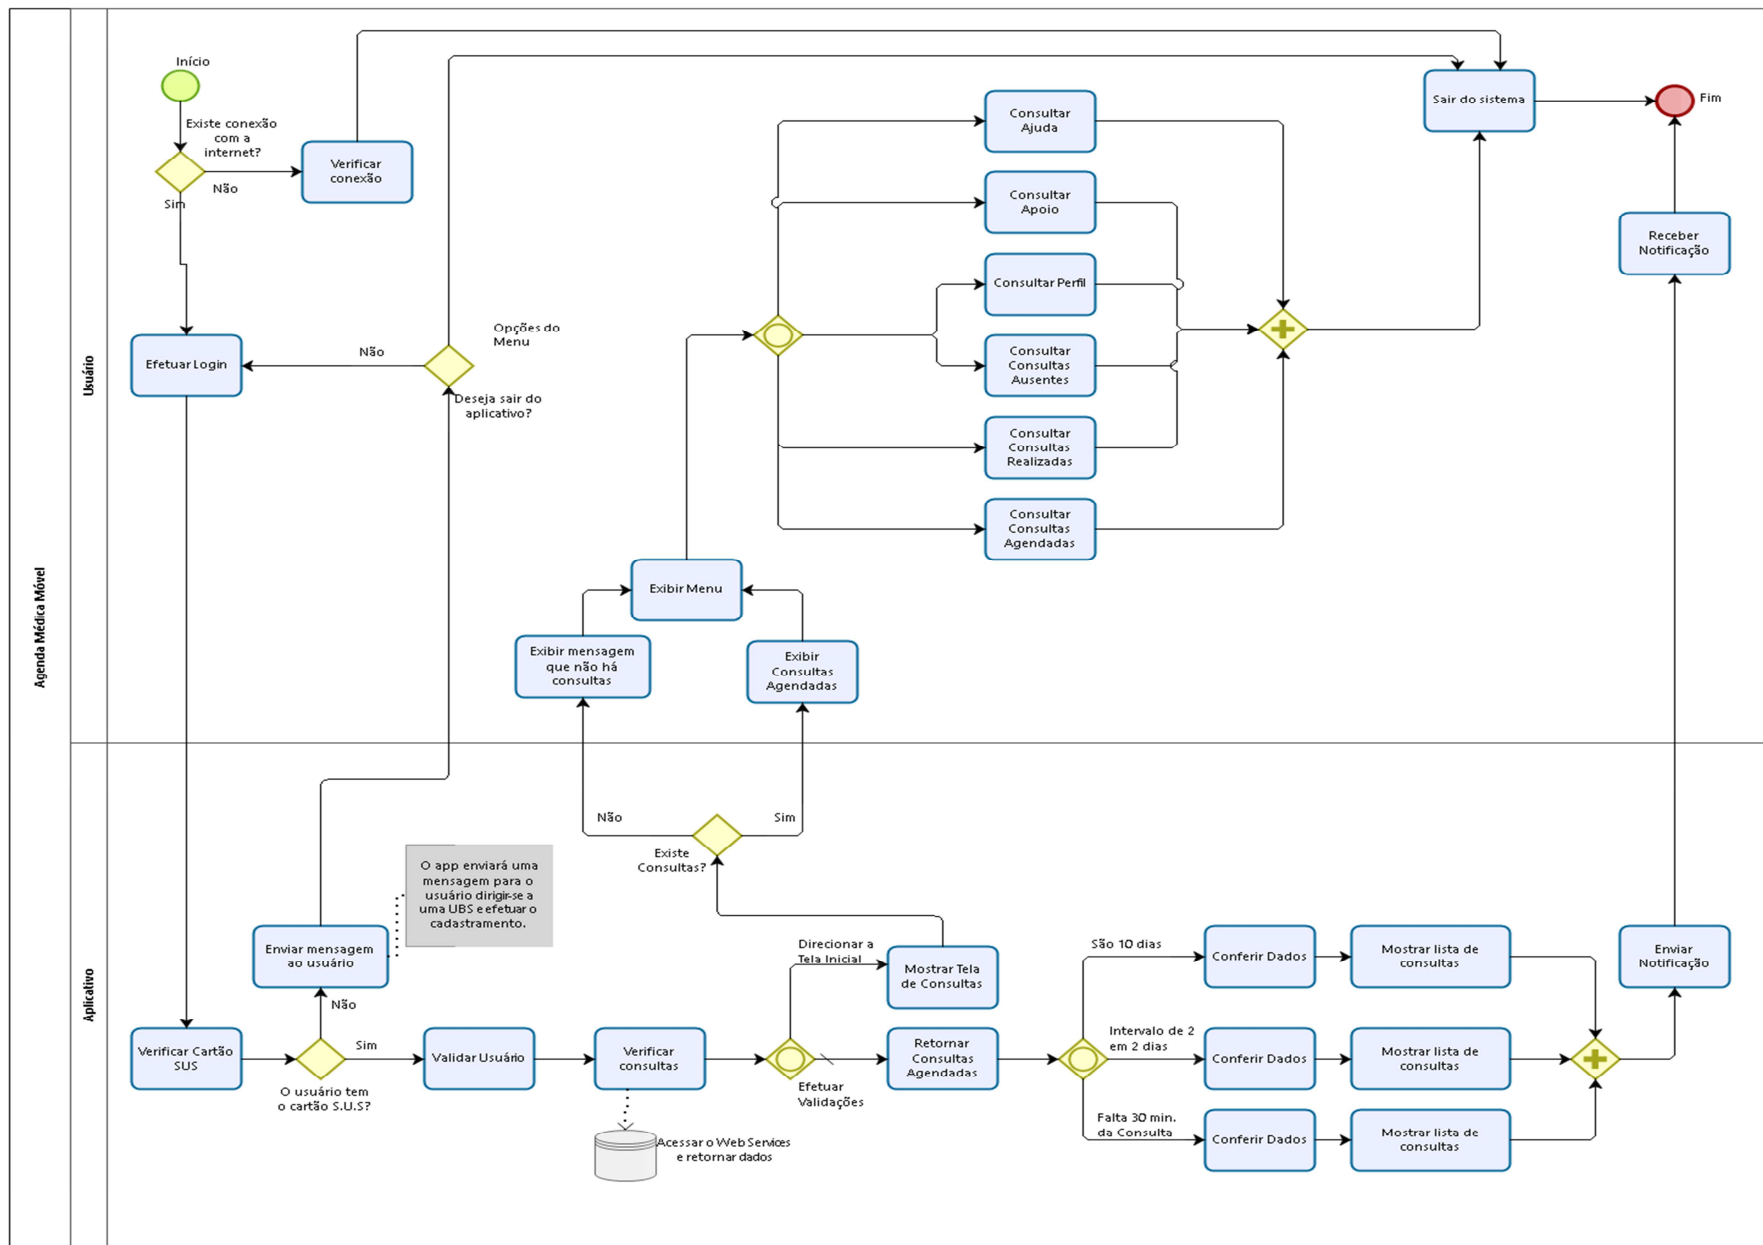 Agenda Médica Móvel
Usuário
Início
Existe conexão
com a
internet?
Não
Sim
Verificar
conexão
Sair do sistema
Fim
Consultar
Ajuda
Consultar
Apoio
Consultar Perfil
Consultar
Consultas
Ausentes
Consultar
Consultas
Realizadas
Consultar
Consultas
Agendadas
Receber
Notificação
Efetuar Login
Não
Opções do
Menu
Deseja sair do
aplicativo?
Exibir Menu
Exibir mensagem
que não há
consultas
Exibir
Consultas
Agendadas
Aplicativo
Não
Sim
Existe
Consultas?
O app enviará uma
mensagem para o
usuário dirigir-se a
uma UBS e efetuar o
cadastramento.
Enviar mensagem
ao usuário
Não
Verificar Cartão
SUS
Sim
O usuário tem
o cartão S.U.S?
Validar Usuário
Verificar
consultas
Acessar o Web Services
e retornar dados
Direcionar a
Tela Inicial
Mostrar Tela
de Consultas
Efetuar
Validações
Retornar
Consultas
Agendadas
São 10 dias
Conferir Dados
Mostrar lista de
consultas
Intervalo de 2
em 2 dias
Conferir Dados
Mostrar lista de
consultas
Falta 30 min.
da Consulta
Conferir Dados
Mostrar lista de
consultas
Enviar
Notificação